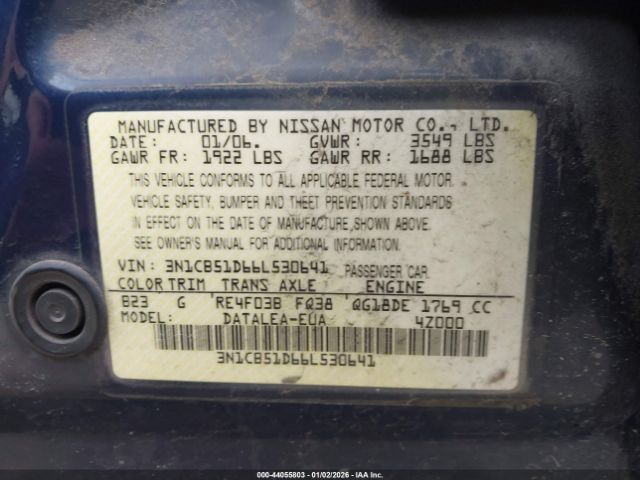 MANUFACTURED BY NISSAN MOTOR CO., LTD.
DATE: 01/06. GVWR: 3549 LBS
GAWR FR: 1922 LBS GAWR RR: 1688 LBS
THIS VEHICLE CONFORMS TO ALL APPLICABLE FEDERAL MOTOR
VEHICLE SAFETY, BUMPER AND THEFT PREVENTION STANDARDS
IN EFFECT ON THE DATE OF MANUFACTURE,SHOWN ABOVE.
SEE OWNER'S MANUAL FOR ADDITIONAL INFORMATION.
VIN: 3N1CB51D66L530641 PASSENGER CAR
COLOR TRIM TRANS AXLE ENGINE
B23 G RE4F03B FQ38 QG18DE 1769 CC
MODEL: DATALEA-EUA 4Z000
3N1CB51D66L530641
000-44055803 - 01/02/2026 - IAAI.COM